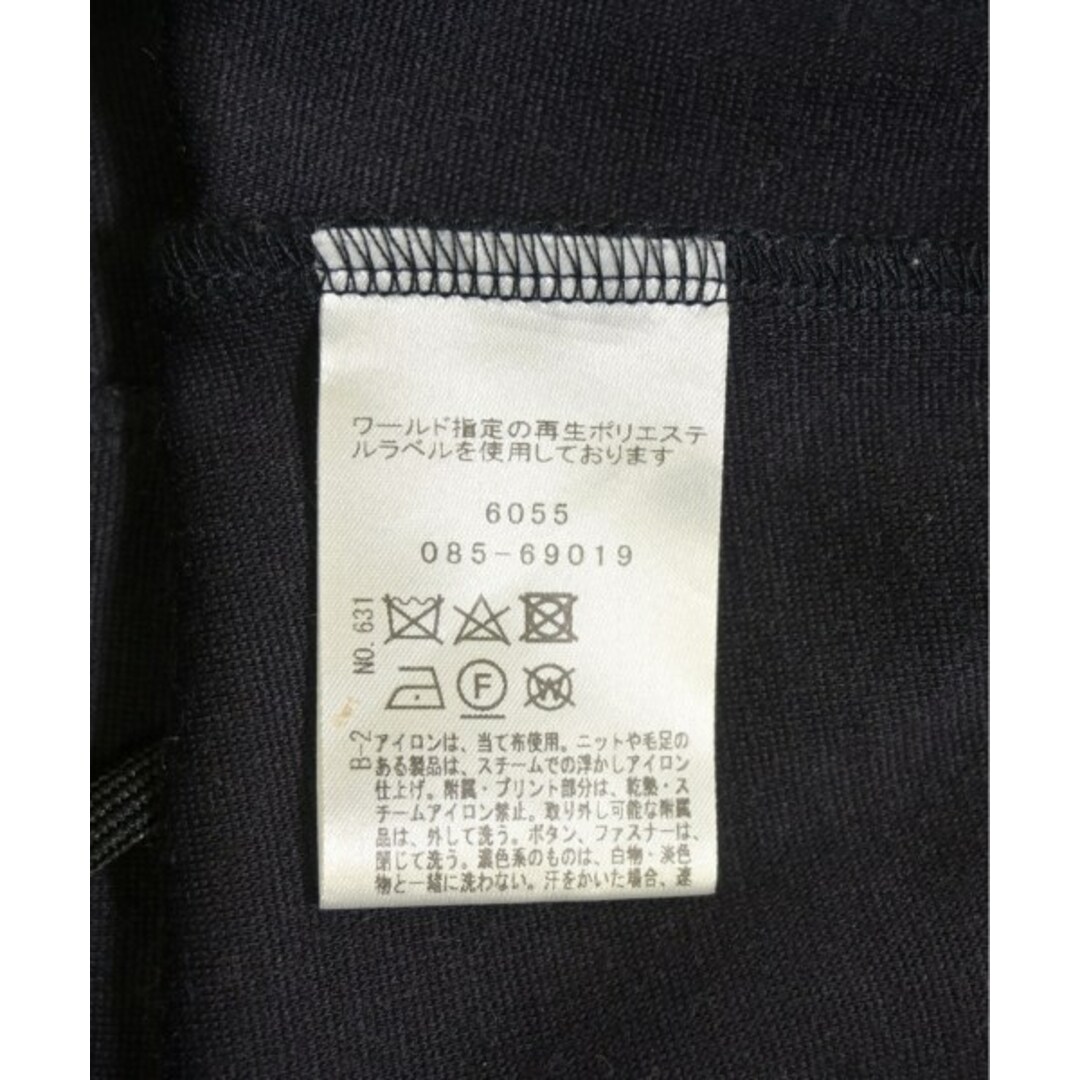 ワールド指定の再生ポリエステ
ルラベルを使用しております
6055
085-69019
NO.631
F
W
B-2
アイロンは、当て布使用。ニットや毛足の
ある製品は、スチームでの浮かしアイロン
仕上げ。附属・プリント部分は、乾熱・ス
チームアイロン禁止。取り外し可能な附属
品は、外して洗う。ボタン、ファスナーは、
閉じて洗う。濃色系のものは、白物・淡色
物と一緒に洗わない。汗をかいた場合、速